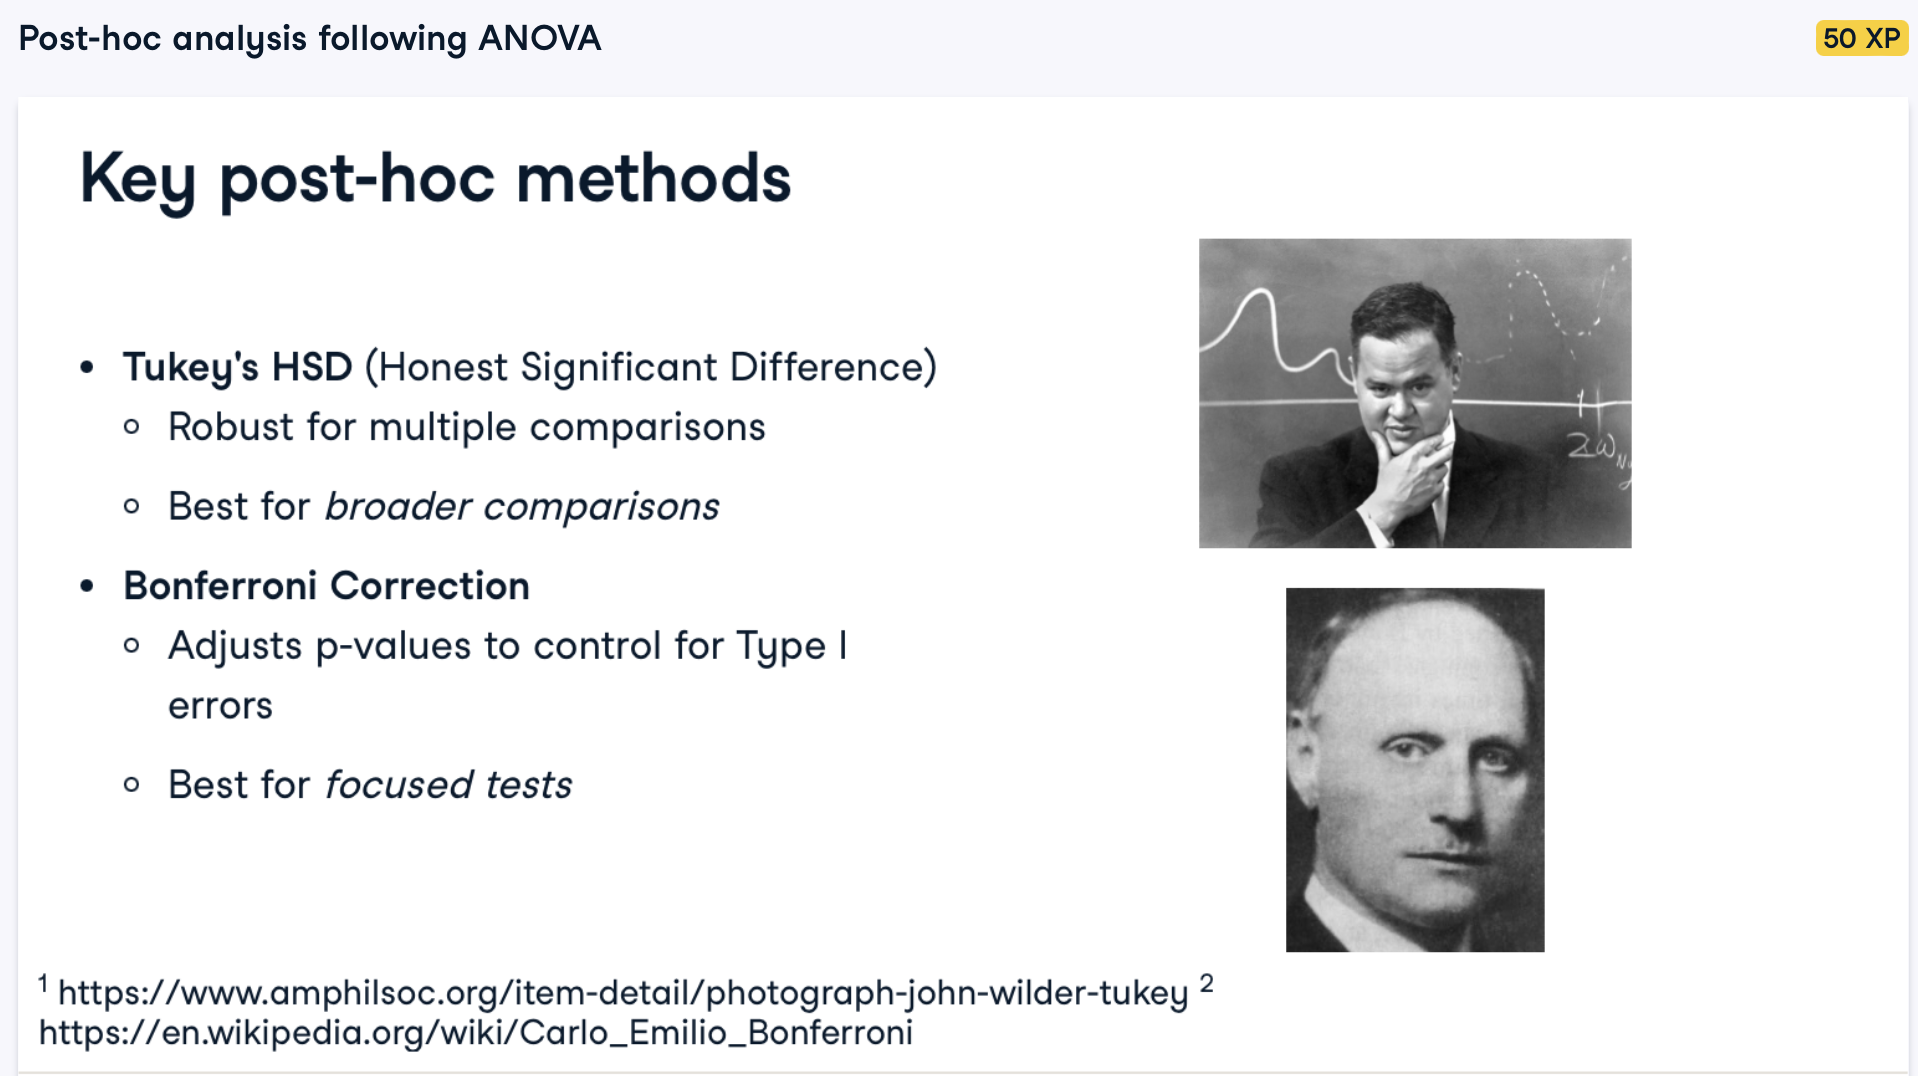 Post-hoc analysis following ANOVA
50 XP
Key post-hoc methods
• Tukey's HSD (Honest Significant Difference)
○ Robust for multiple comparisons
○ Best for broader comparisons
• Bonferroni Correction
○ Adjusts p-values to control for Type I
errors
○ Best for focused tests
1 https://www.amphilsoc.org/item-detail/photograph-john-wilder-tukey 2
https://en.wikipedia.org/wiki/Carlo_Emilio_Bonferroni